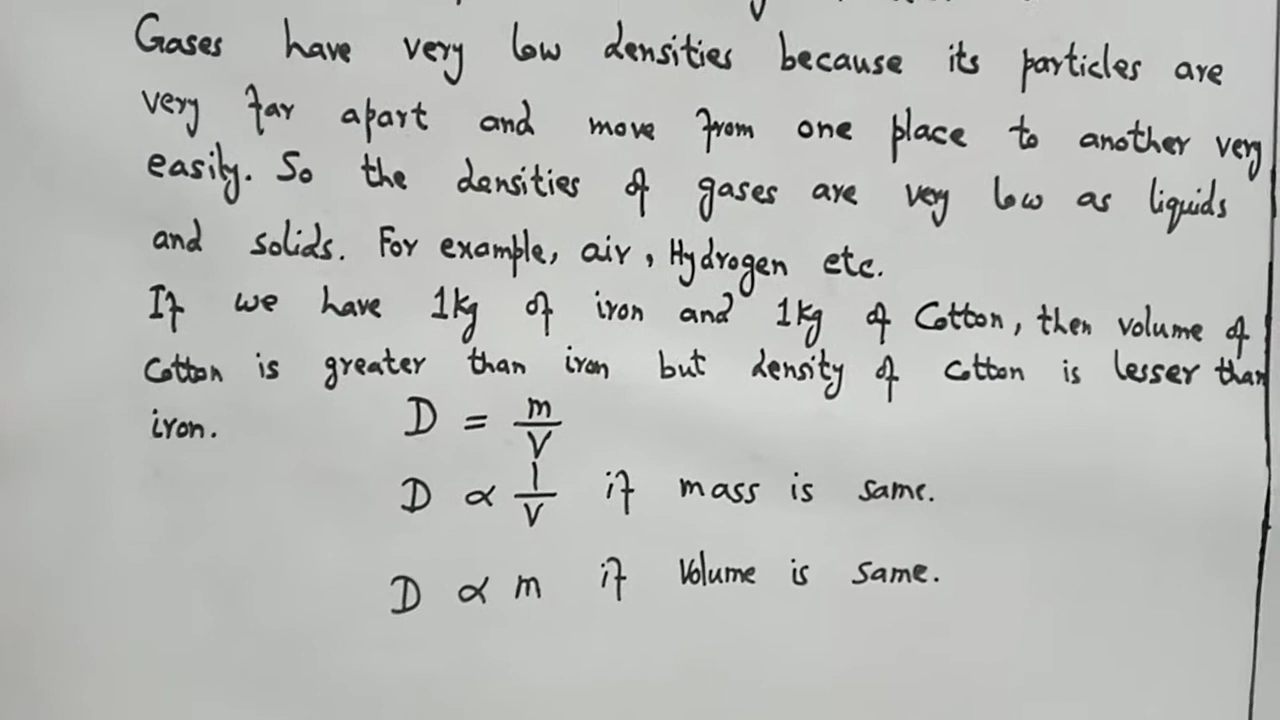 Gases have very low densities because its particles are
very far apart and move from one place to another very
easily. So the densities of gases are very low as liquids
and solids. For example, air, Hydrogen etc.
If we have 1kg of iron and 1kg of Cotton, then volume of
Cotton is greater than iron but density of cotton is lesser than
iron.
D = m/V
D ∝ 1/V if mass is same.
D ∝ m if Volume is same.